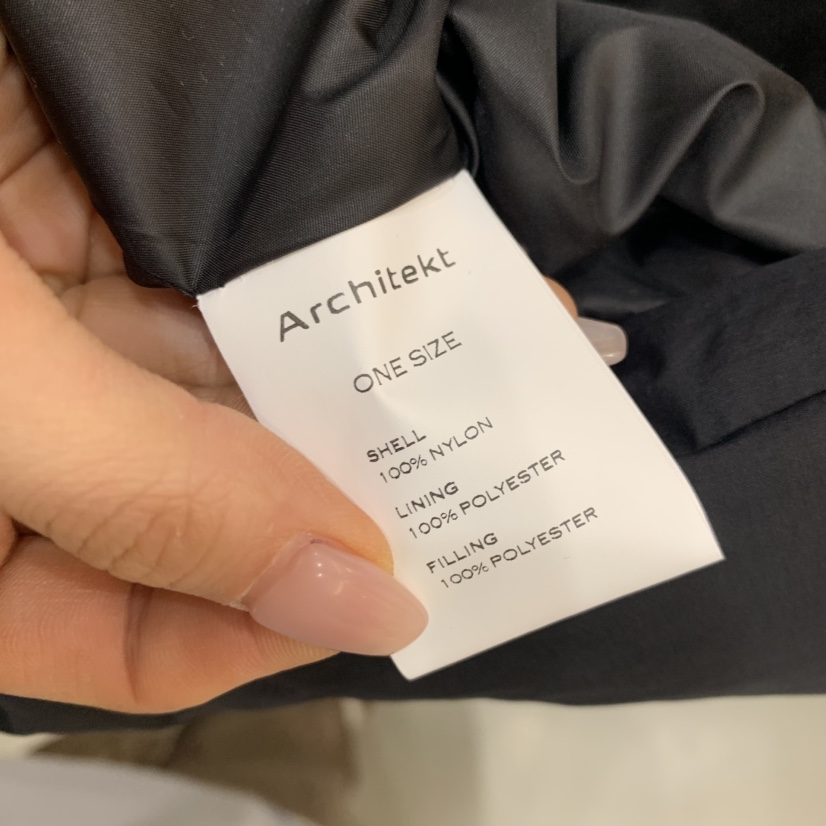 Architekt
ONE SIZE
SHELL
100% NYLON
LINING
100% POLYESTER
FILLING
100% POLYESTER